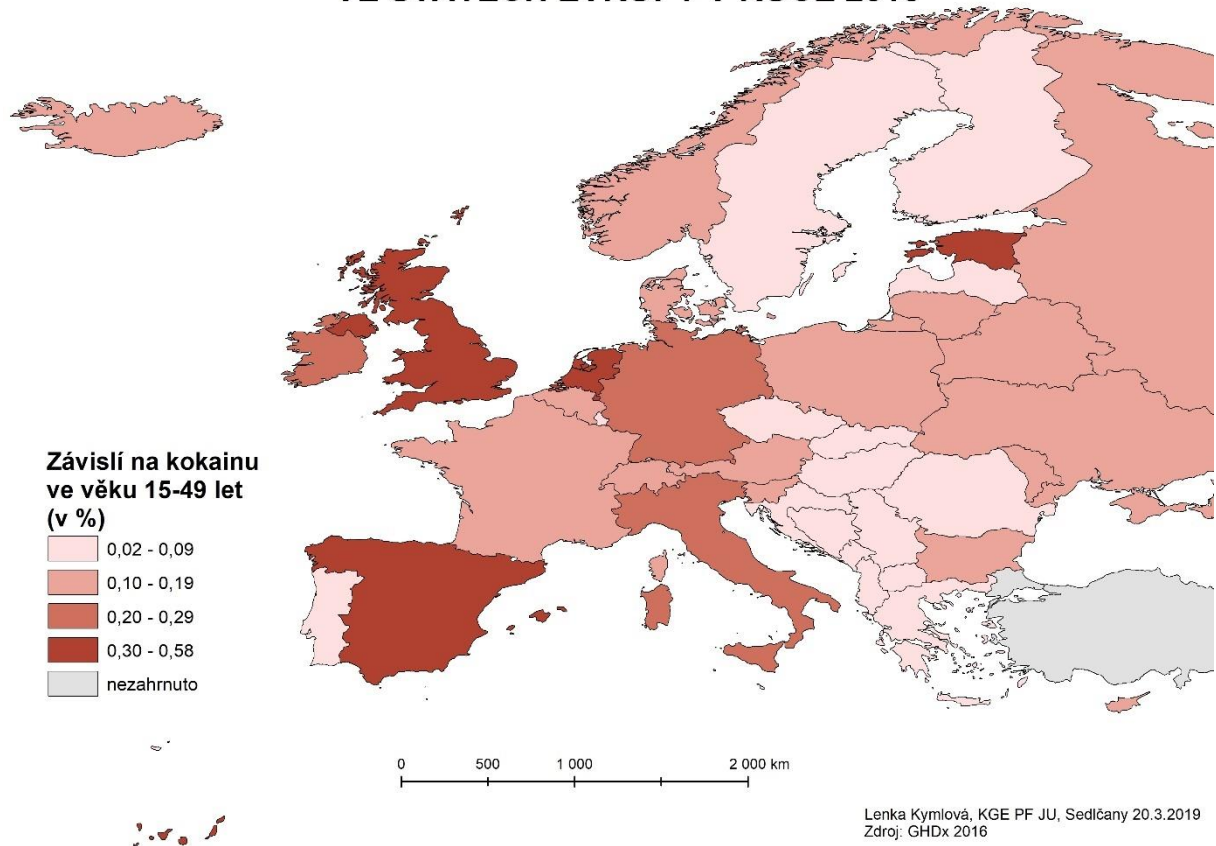 Závislí na kokainu
ve věku 15-49 let
(v %)
0,02 - 0,09
0,10 - 0,19
0,20 - 0,29
0,30 - 0,58
nezahrnuto
0 500 1 000 2 000 km
Lenka Kymlová, KGE PF JU, Sedlčany 20.3.2019
Zdroj: GHDx 2016